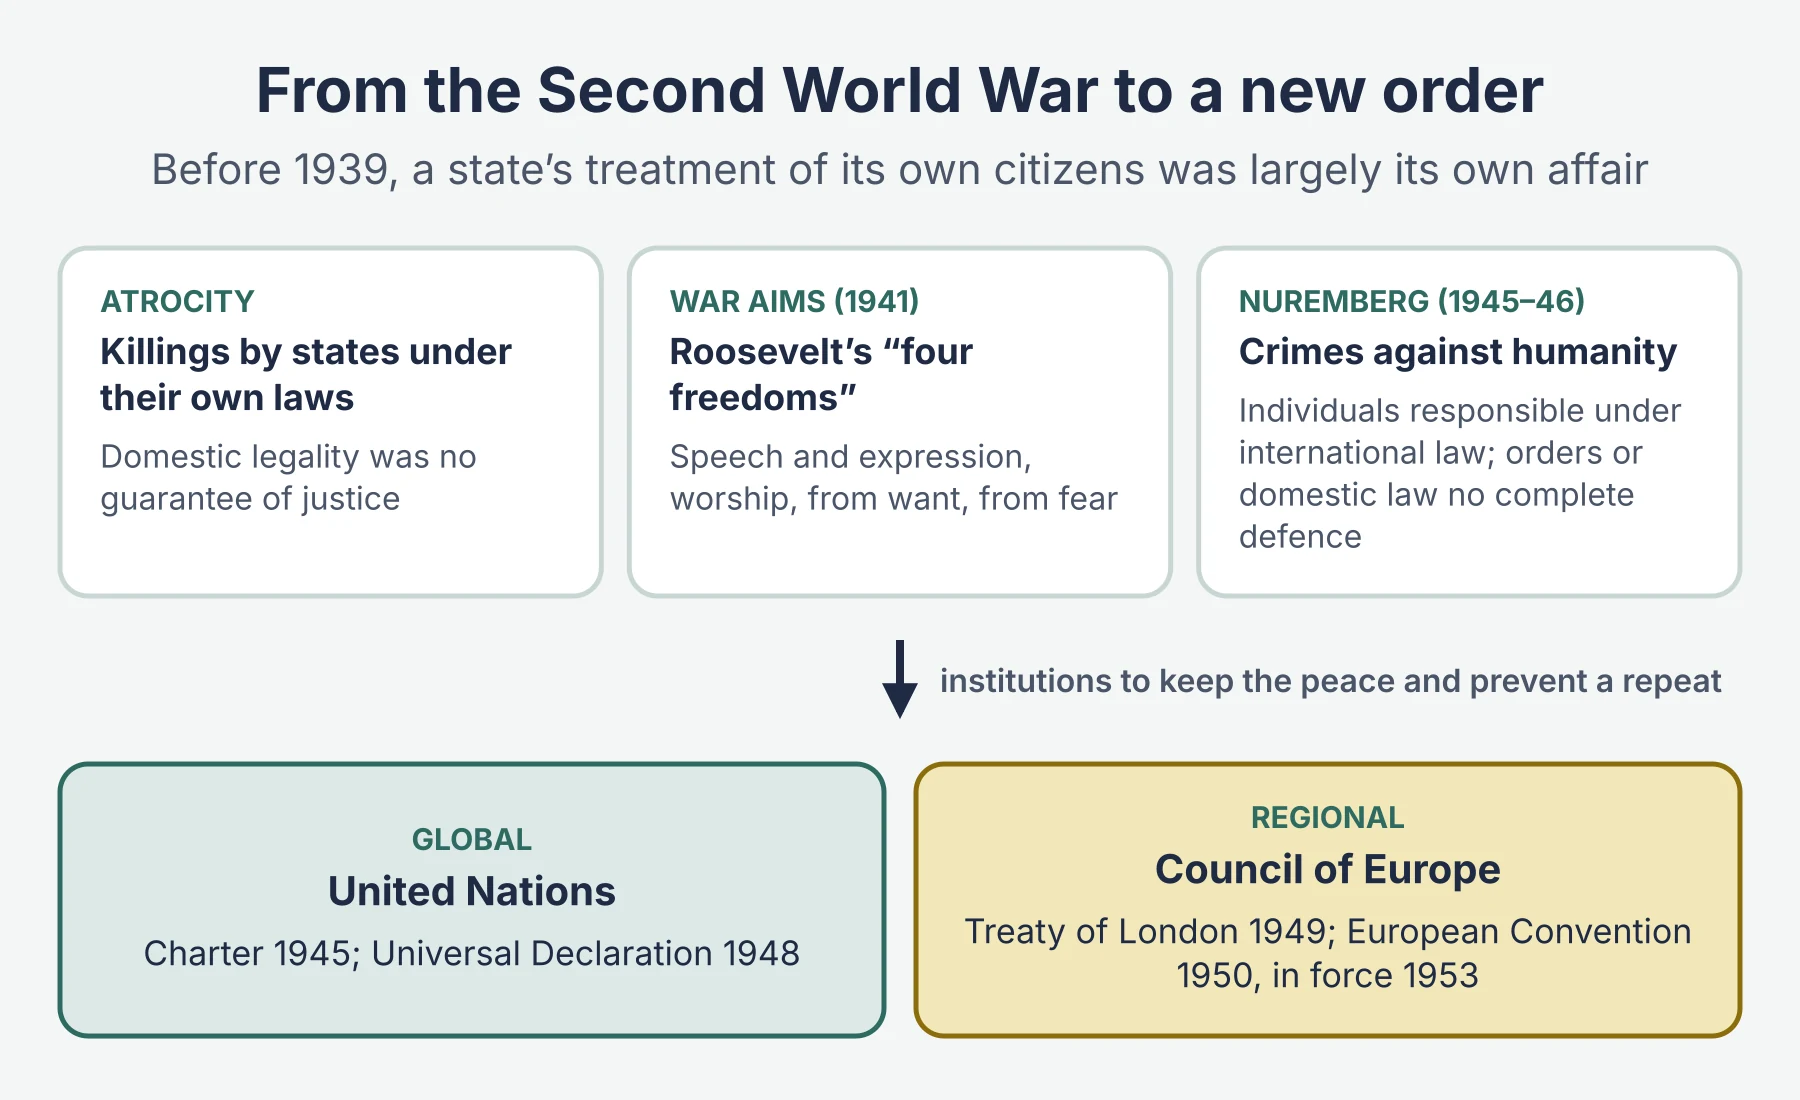 From the Second World War to a new order
Before 1939, a state’s treatment of its own citizens was largely its own affair
ATROCITY
Killings by states under
their own laws
Domestic legality was no
guarantee of justice
WAR AIMS (1941)
Roosevelt’s “four
freedoms”
Speech and expression,
worship, from want, from fear
NUREMBERG (1945–46)
Crimes against humanity
Individuals responsible under
international law; orders or
domestic law no complete
defence
institutions to keep the peace and prevent a repeat
GLOBAL
United Nations
Charter 1945; Universal Declaration 1948
REGIONAL
Council of Europe
Treaty of London 1949; European Convention
1950, in force 1953